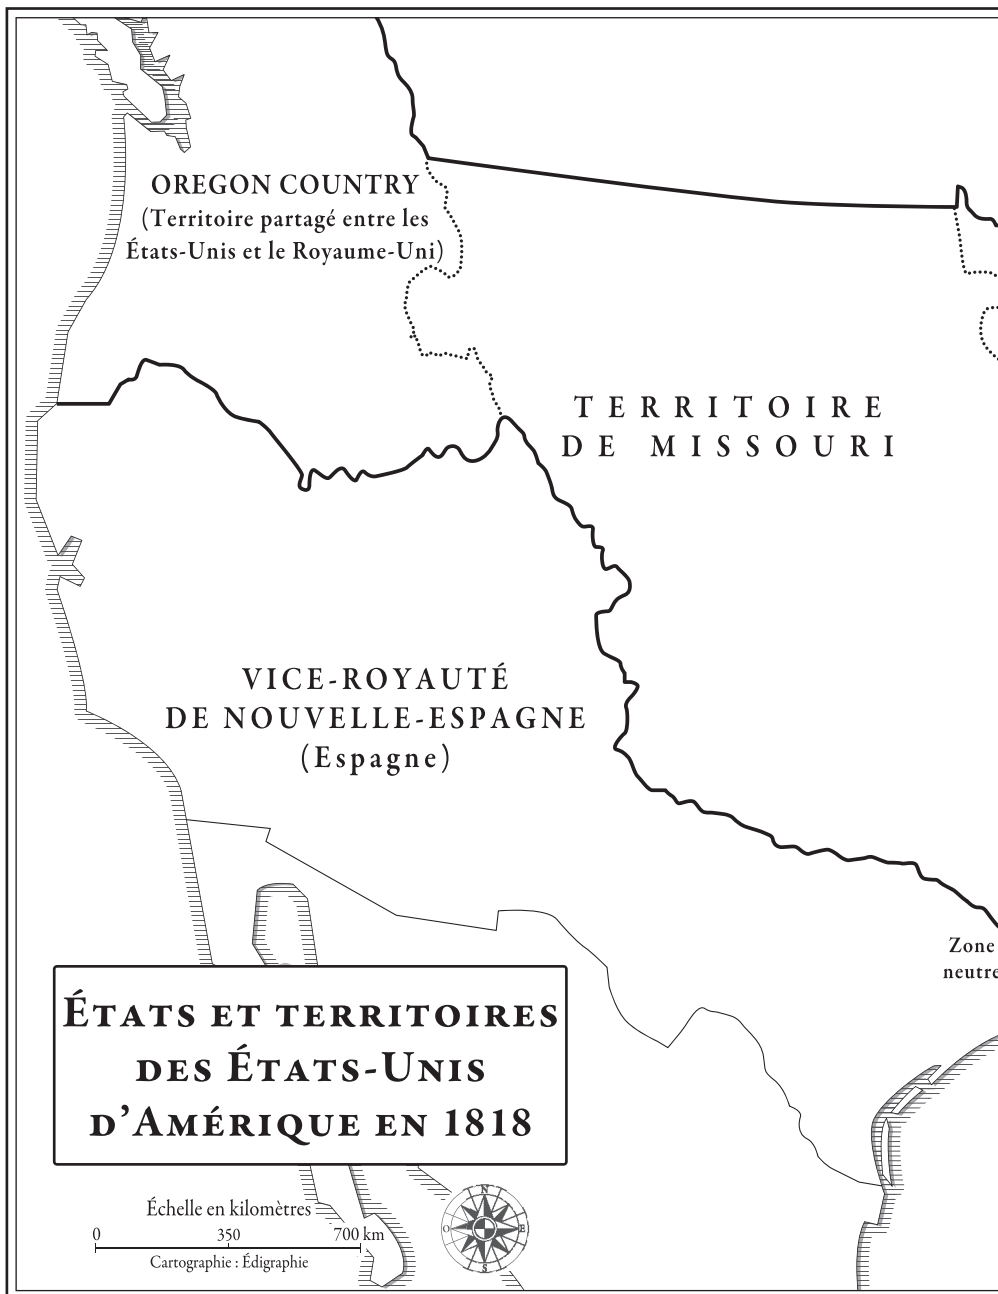 OREGON COUNTRY
(Territoire partagé entre les
États-Unis et le Royaume-Uni)
TERRITOIRE
DE MISSOURI
VICE-ROYAUTÉ
DE NOUVELLE-ESPAGNE
(Espagne)
Zone
neutre
États et territoires
des États-Unis
d'Amérique en 1818
Échelle en kilomètres
0 350 700 km
Cartographie : Édigraphie
N
O E
S